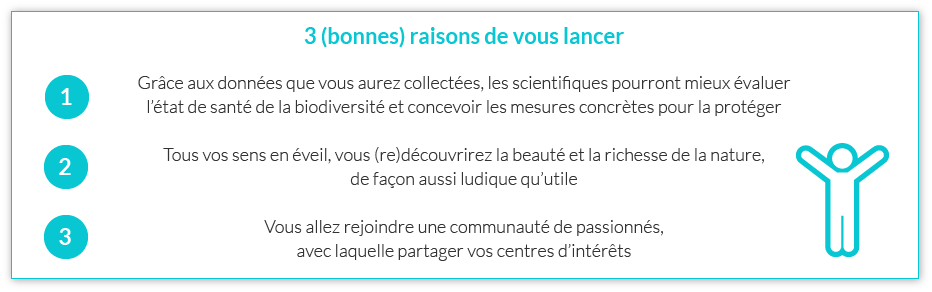 3 (bonnes) raisons de vous lancer
1
Grâce aux données que vous aurez collectées, les scientifiques pourront mieux évaluer
l’état de santé de la biodiversité et concevoir les mesures concrètes pour la protéger
2
Tous vos sens en éveil, vous (re)découvrirez la beauté et la richesse de la nature,
de façon aussi ludique qu’utile
3
Vous allez rejoindre une communauté de passionnés,
avec laquelle partager vos centres d’intérêts